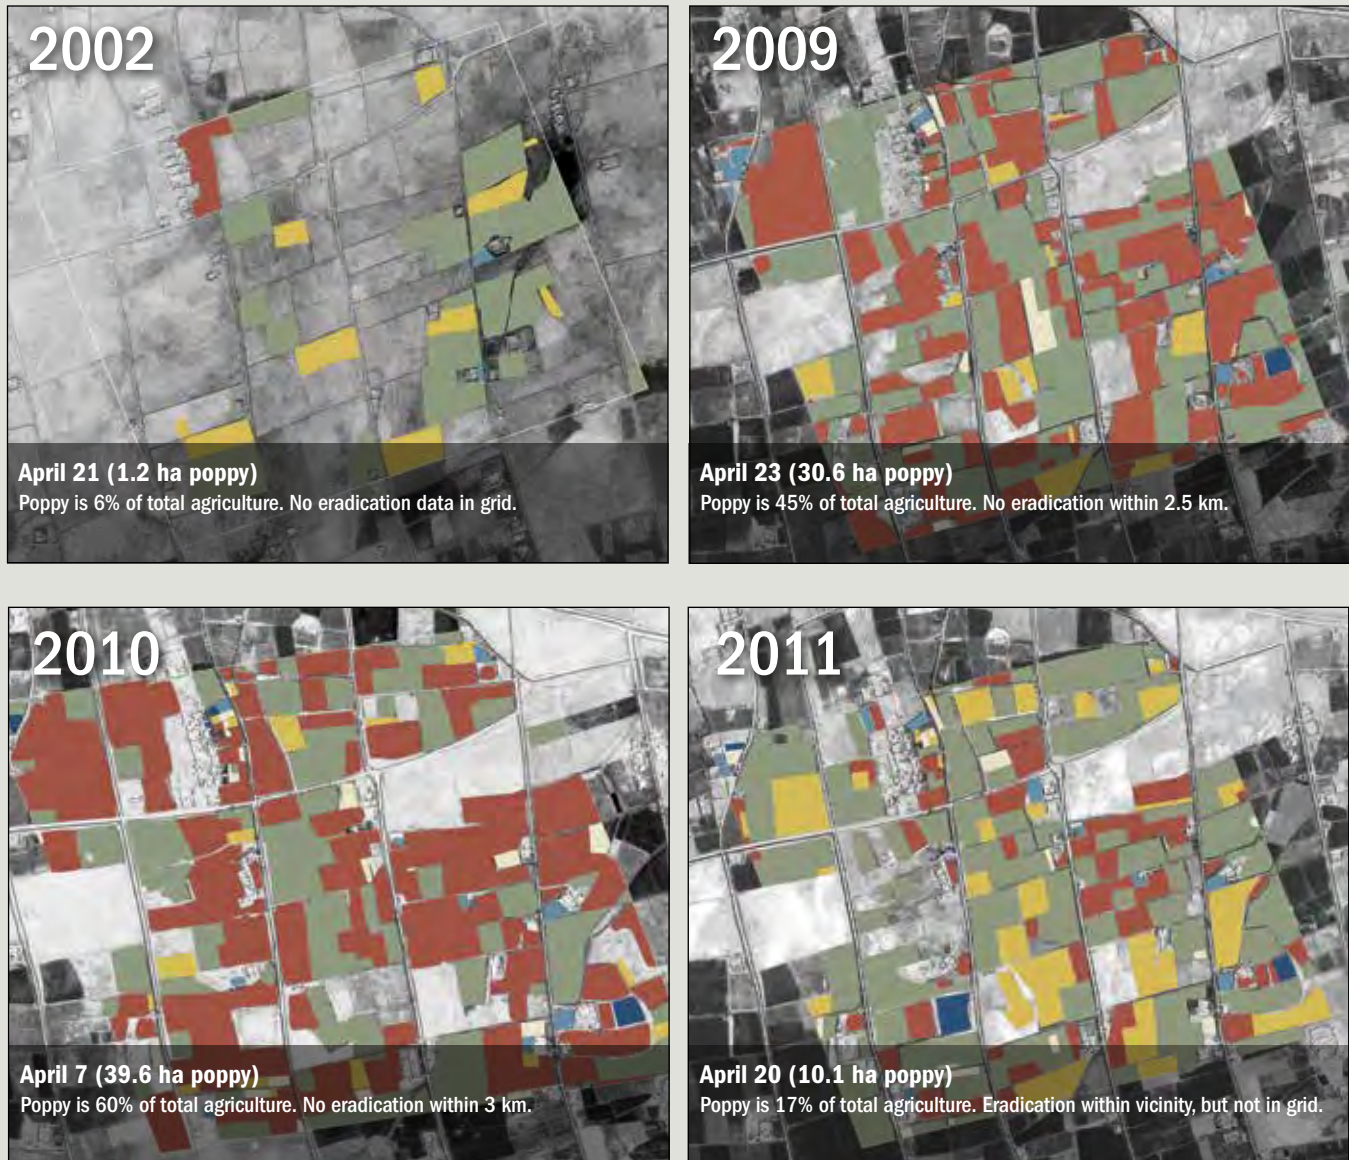 2002
April 21 (1.2 ha poppy)
Poppy is 6% of total agriculture. No eradication data in grid.
2009
April 23 (30.6 ha poppy)
Poppy is 45% of total agriculture. No eradication within 2.5 km.
2010
April 7 (39.6 ha poppy)
Poppy is 60% of total agriculture. No eradication within 3 km.
2011
April 20 (10.1 ha poppy)
Poppy is 17% of total agriculture. Eradication within vicinity, but not in grid.